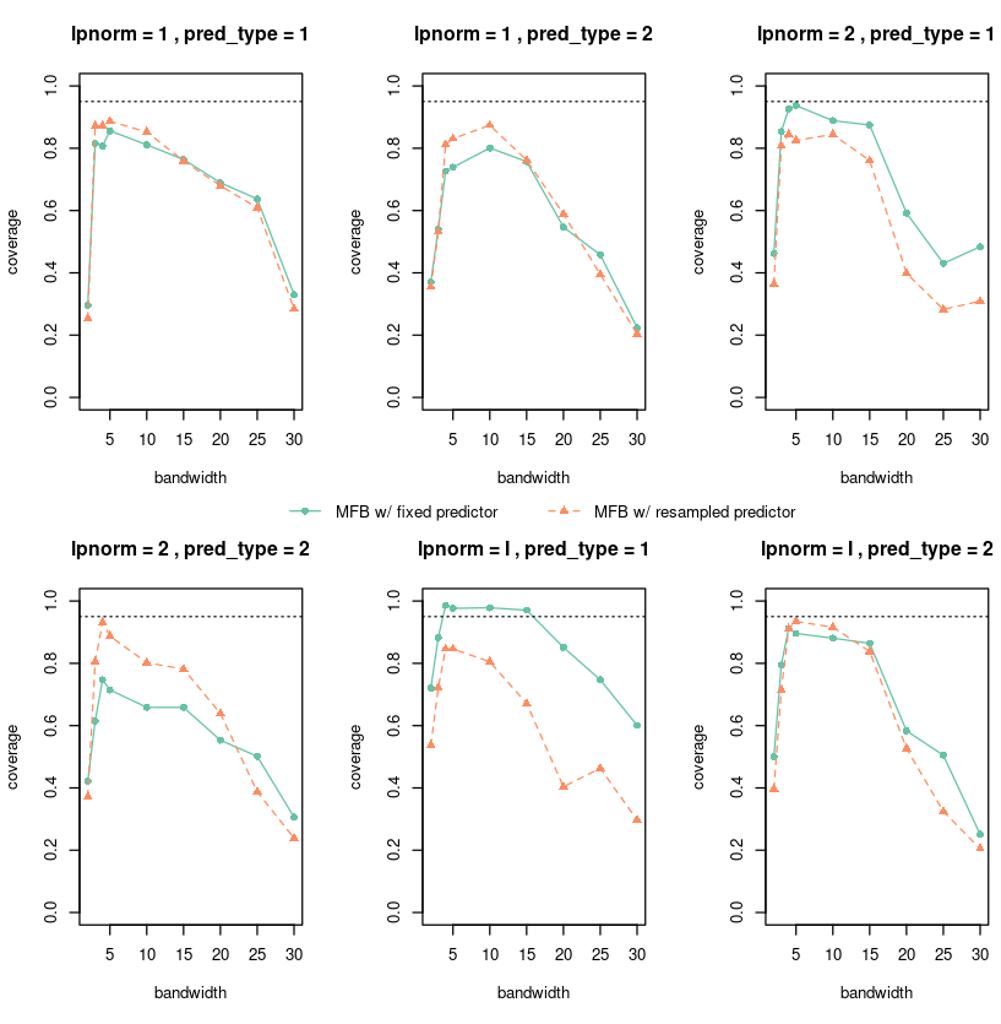 lpnorm = 1 , pred_type = 1
coverage
0.0 0.2 0.4 0.6 0.8 1.0
5 10 15 20 25 30
bandwidth
lpnorm = 1 , pred_type = 2
coverage
0.0 0.2 0.4 0.6 0.8 1.0
5 10 15 20 25 30
bandwidth
lpnorm = 2 , pred_type = 1
coverage
0.0 0.2 0.4 0.6 0.8 1.0
5 10 15 20 25 30
bandwidth
MFB w/ fixed predictor
MFB w/ resampled predictor
lpnorm = 2 , pred_type = 2
coverage
0.0 0.2 0.4 0.6 0.8 1.0
5 10 15 20 25 30
bandwidth
lpnorm = I , pred_type = 1
coverage
0.0 0.2 0.4 0.6 0.8 1.0
5 10 15 20 25 30
bandwidth
lpnorm = I , pred_type = 2
coverage
0.0 0.2 0.4 0.6 0.8 1.0
5 10 15 20 25 30
bandwidth